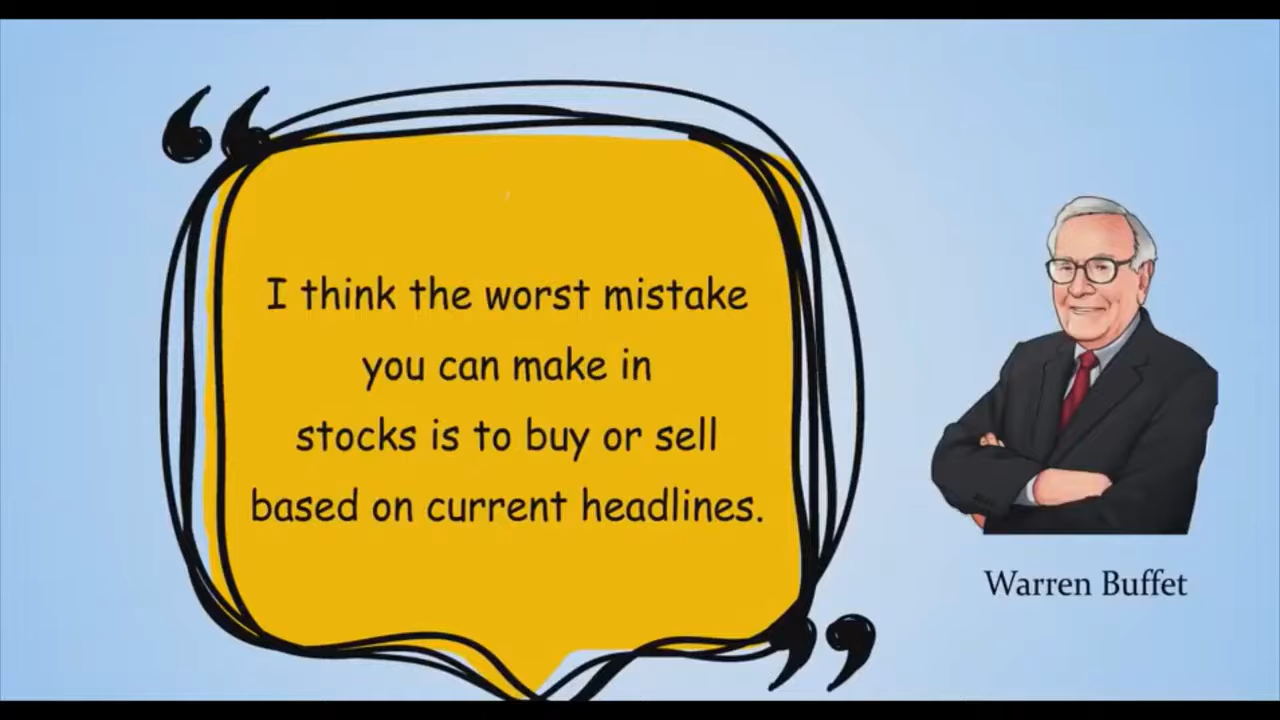 I think the worst mistake
you can make in
stocks is to buy or sell
based on current headlines.
Warren Buffet